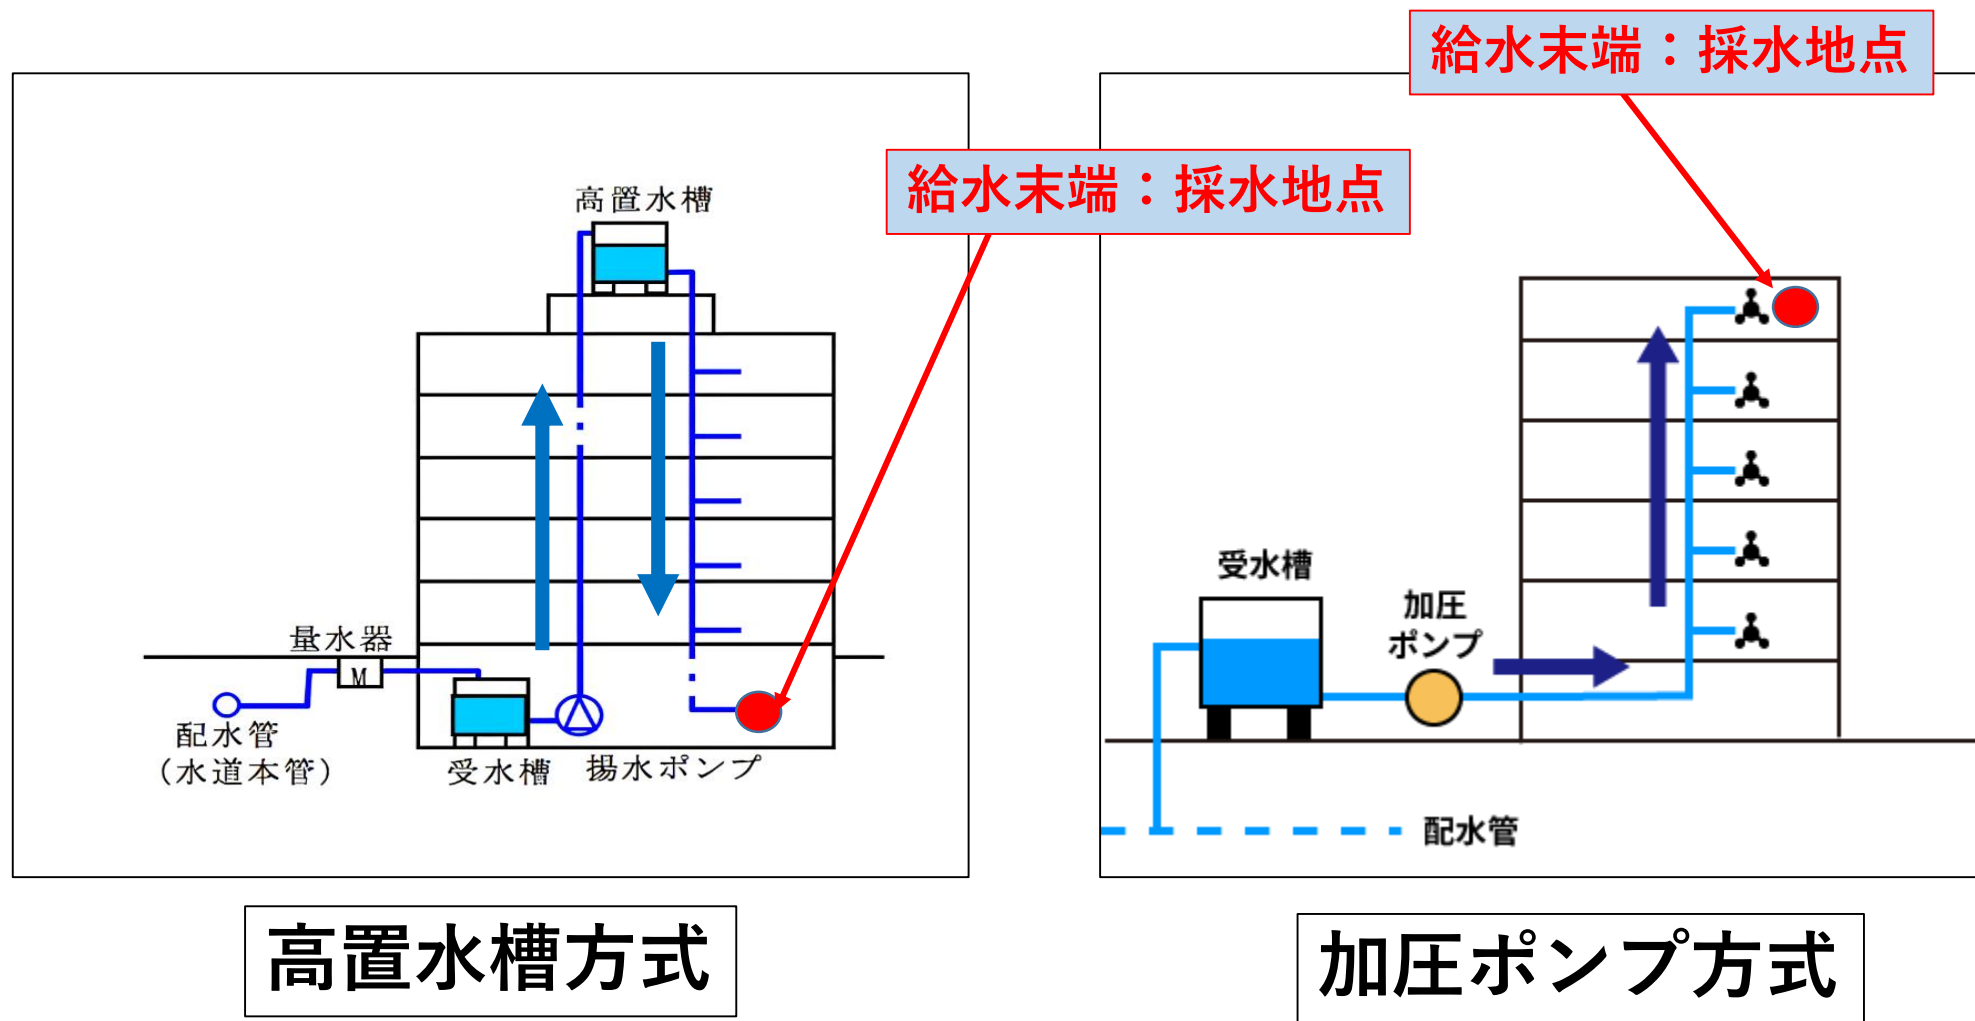 給水末端：採水地点
給水末端：採水地点
高置水槽
量水器
M
配水管
（水道本管）
受水槽
揚水ポンプ
高置水槽方式
受水槽
加圧
ポンプ
配水管
加圧ポンプ方式